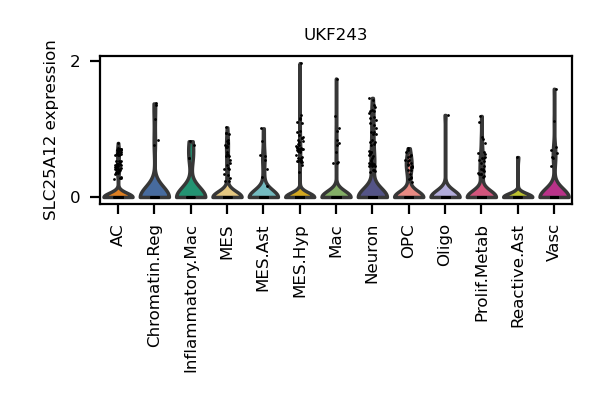 UKF243
SLC25A12 expression
2
0
AC
Chromatin.Reg
Inflammatory.Mac
MES
MES.Ast
MES.Hyp
Mac
Neuron
OPC
Oligo
Prolif.Metab
Reactive.Ast
Vasc